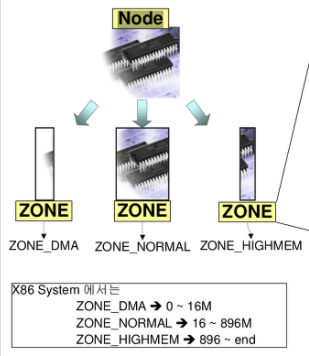 Node
ZONE ZONE ZONE
ZONE_DMA ZONE_NORMAL ZONE_HIGHMEM
X86 System 에서는
ZONE_DMA ➔ 0 ~ 16M
ZONE_NORMAL ➔ 16 ~ 896M
ZONE_HIGHMEM ➔ 896 ~ end